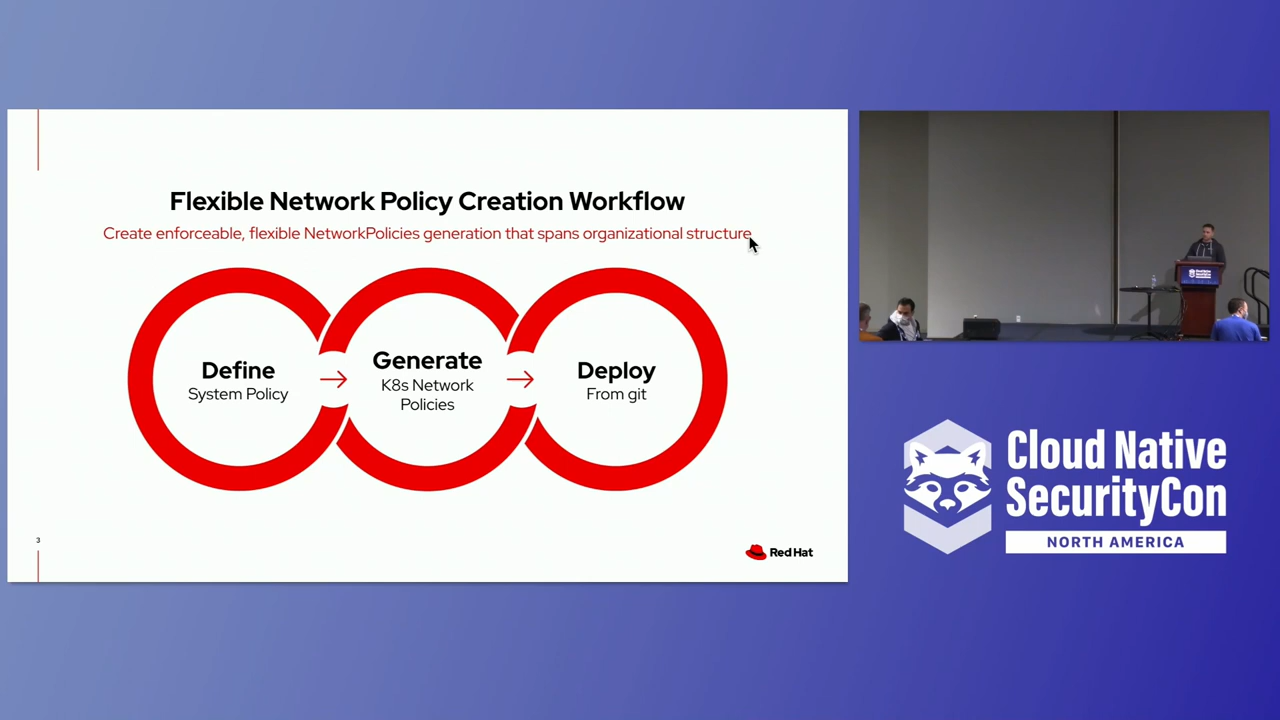 Flexible Network Policy Creation Workflow
Create enforceable, flexible NetworkPolicies generation that spans organizational structure
Define
System Policy
Generate
K8s Network
Policies
Deploy
From git
3
Red Hat
Cloud Native
SecurityCon
NORTH AMERICA